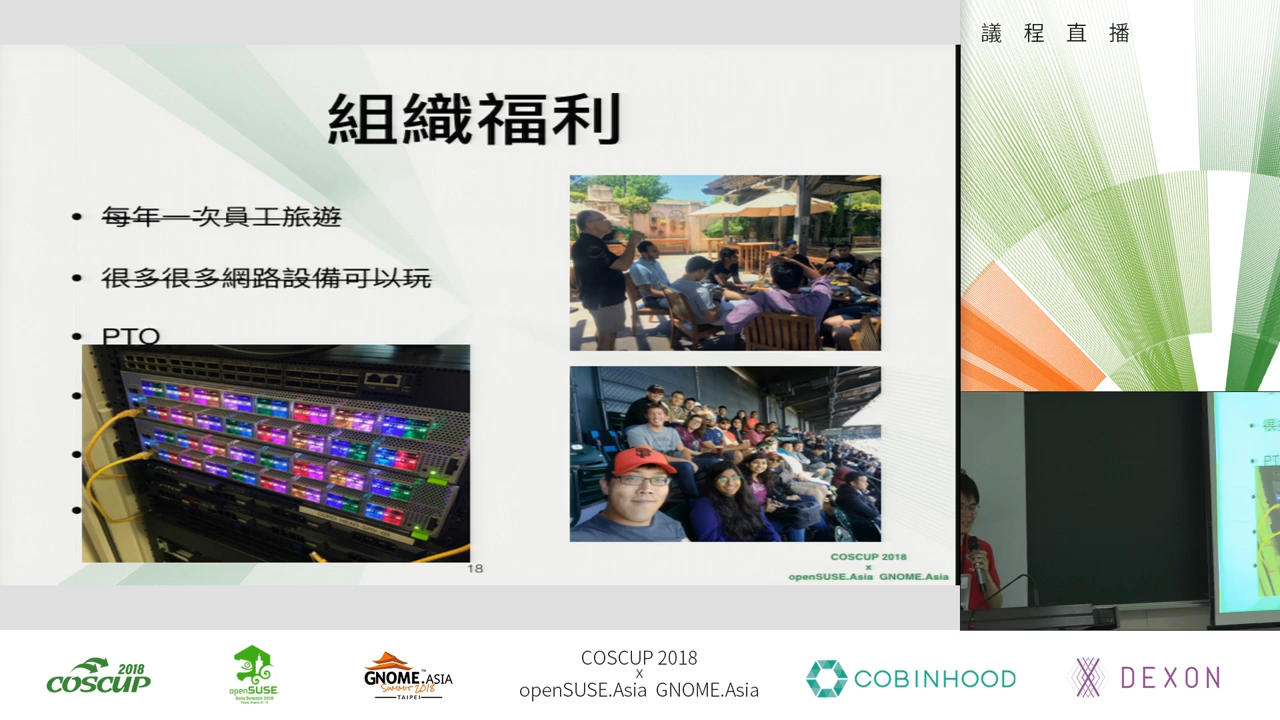 議程直播
組織福利
• 每年一次員工旅遊
• 很多很多網路設備可以玩
• PTO
18
COSCUP 2018
x
openSUSE.Asia GNOME.Asia
2018
COSCUP
openSUSE
GNOME.ASIA
Summit 2018
TAIPEI
COSCUP 2018
x
openSUSE.Asia GNOME.Asia
COBINHOOD
DEXON